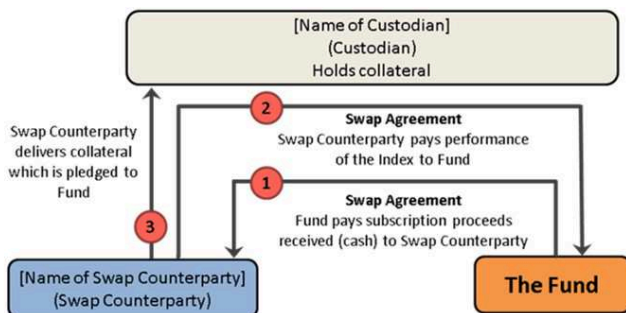 [Name of Custodian]
(Custodian)
Holds collateral
Swap Counterparty
delivers collateral
which is pledged to
Fund
2
Swap Agreement
Swap Counterparty pays performance
of the Index to Fund
1
Swap Agreement
Fund pays subscription proceeds
received (cash) to Swap Counterparty
3
[Name of Swap Counterparty]
(Swap Counterparty)
The Fund